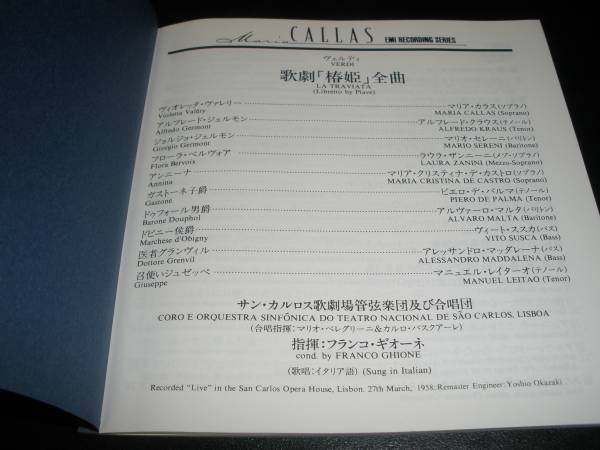 Maria CALLAS EMI RECORDING SERIES
ヴェルディ
VERDI
歌劇「椿姫」全曲
LA TRAVIATA
(Libretto by Piave)
ヴィオレッタ・ヴァレリー マリア・カラス(ソプラノ)
Violetta Valéry MARIA CALLAS (Soprano)
アルフレード・ジェルモン アルフレード・クラウス(テノール)
Alfredo Germont ALFREDO KRAUS (Tenor)
ジョルジョ・ジェルモン マリオ・セレーニ(バリトン)
Giorgio Germont MARIO SERENI (Baritone)
フローラ・ベルヴォア ラウラ・ザンニーニ(メゾ・ソプラノ)
Flora Bervoix LAURA ZANINI (Mezzo-Soprano)
アンニーナ マリア・クリスティナ・デ・カストロ(ソプラノ)
Annina MARIA CRISTINA DE CASTRO (Soprano)
ガストーネ子爵 ピエロ・デ・パルマ(テノール)
Gastone PIERO DE PALMA (Tenor)
ドゥフォール男爵 アルヴァーロ・マルタ(バリトン)
Barone Douphol ALVARO MALTA (Baritone)
ドビニー侯爵 ヴィート・ススカ(バス)
Marchese d'Obigny VITO SUSCA (Bass)
医者グランヴィル アレッサンドロ・マッダレーナ(バス)
Dottore Grenvil ALESSANDRO MADDALENA (Bass)
召使いジュゼッペ マニュエル・レイターオ(テノール)
Giuseppe MANUEL LEITAO (Tenor)
サン・カルロス歌劇場管弦楽団及び合唱団
CORO E ORQUESTRA SINFÔNICA DO TEATRO NACIONAL DE SÃO CARLOS, LISBOA
(合唱指揮：マリオ・ペレグリーニ&カルロ・パスクアーレ)
指揮：フランコ・ギオーネ
cond. by FRANCO GHIONE
(歌唱：イタリア語) (Sung in Italian)
Recorded "Live" in the San Carlos Opera House, Lisbon. 27th March, 1958; Remaster Engineer: Yoshio Okazaki